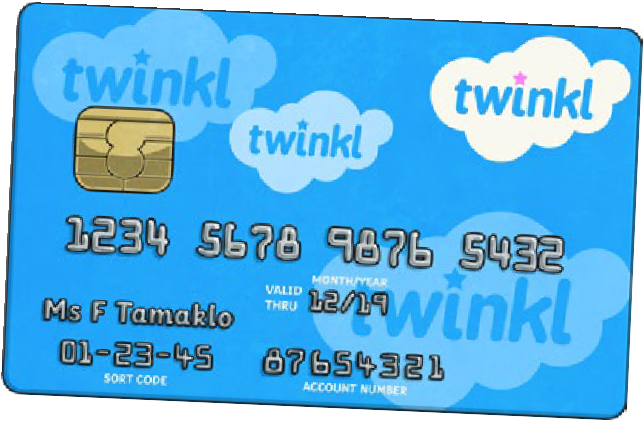 twinkl
twinkl
twinkl
1234 5678 9876 5432
MONTH/YEAR
VALID THRU 12/19
twinkl
Ms F Tamaklo
01-23-45 87654321
SORT CODE ACCOUNT NUMBER